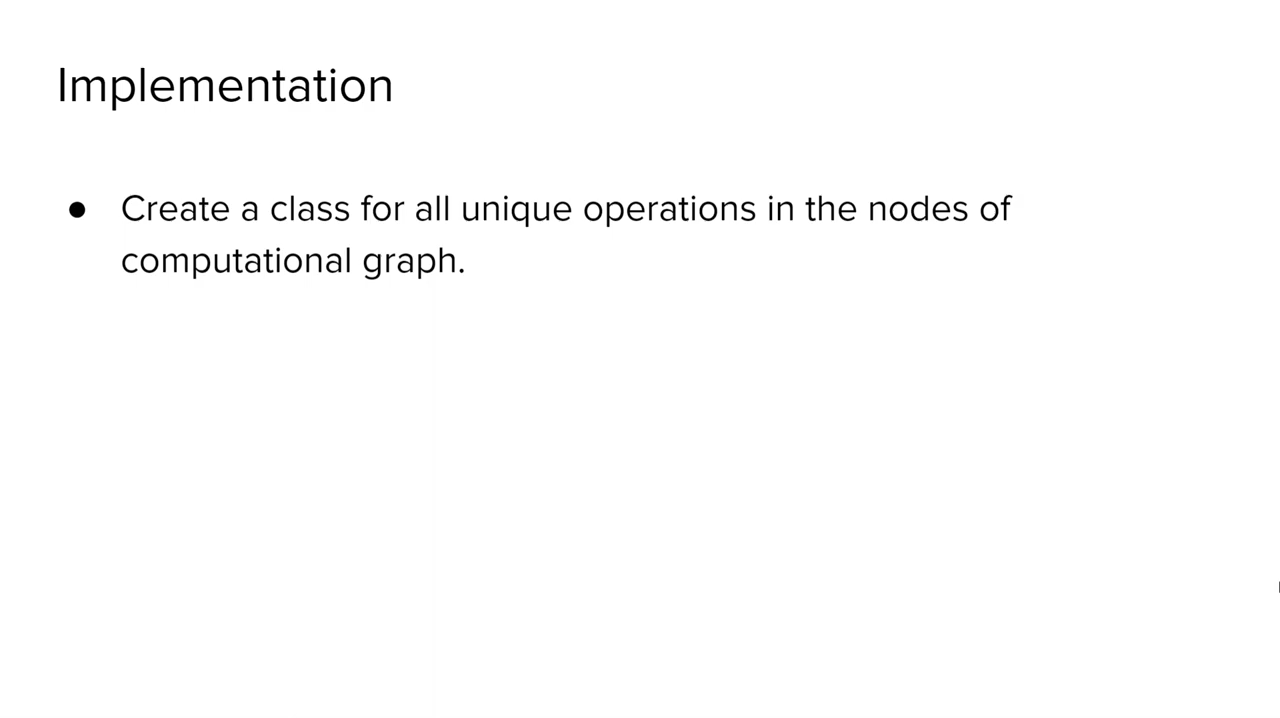 Implementation
● Create a class for all unique operations in the nodes of
computational graph.